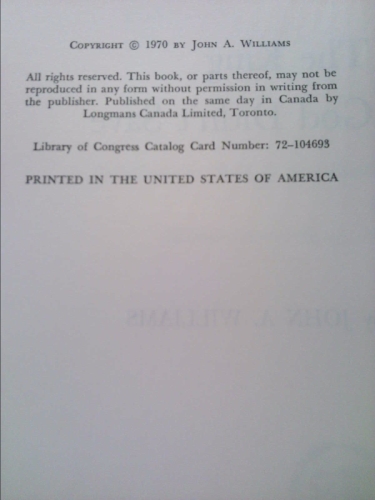 COPYRIGHT © 1970 BY JOHN A. WILLIAMS
All rights reserved. This book, or parts thereof, may not be
reproduced in any form without permission in writing from
the publisher. Published on the same day in Canada by
Longmans Canada Limited, Toronto.
Library of Congress Catalog Card Number: 72-104693
PRINTED IN THE UNITED STATES OF AMERICA
JOHN A. WILLIAMS